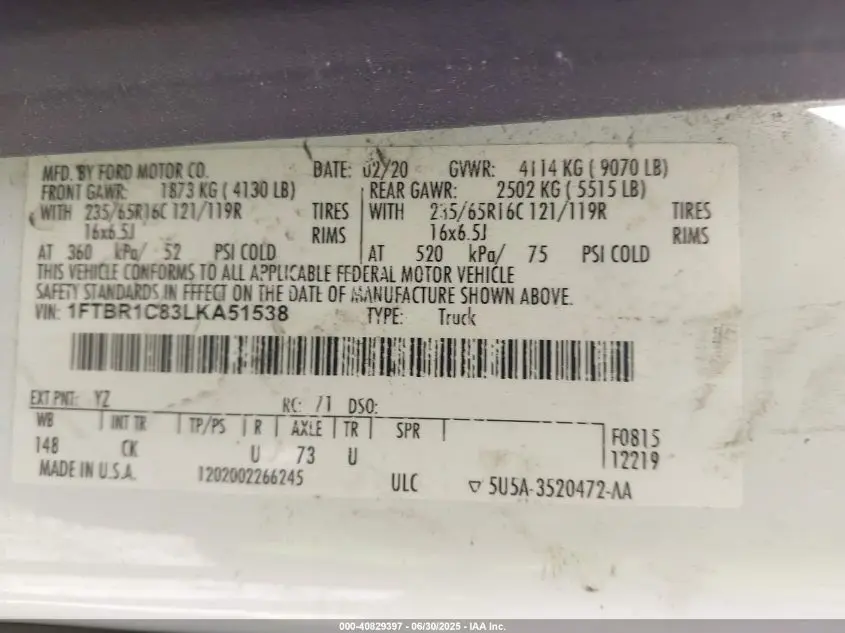 MFD. BY FORD MOTOR CO. DATE: 02/20 GVWR: 4114 KG ( 9070 LB)
FRONT GAWR: 1873 KG ( 4130 LB) REAR GAWR: 2502 KG ( 5515 LB)
WITH 235/65R16C 121/119R TIRES WITH 235/65R16C 121/119R TIRES
16x6.5J RIMS 16x6.5J RIMS
AT 360 kPa/ 52 PSI COLD AT 520 kPa/ 75 PSI COLD
THIS VEHICLE CONFORMS TO ALL APPLICABLE FEDERAL MOTOR VEHICLE
SAFETY STANDARDS IN EFFECT ON THE DATE OF MANUFACTURE SHOWN ABOVE.
VIN: 1FTBR1C83LKA51538 TYPE: Truck
EXT PNT: YZ RC: 71 DSO:
WB INT TR TP/PS R AXLE TR SPR F0815
148 CK U 73 U 12219
MADE IN U.S.A. 1202002266245 ULC ▽ 5U5A-3520472-AA
000-40829397 - 06/30/2025 - IAA Inc.